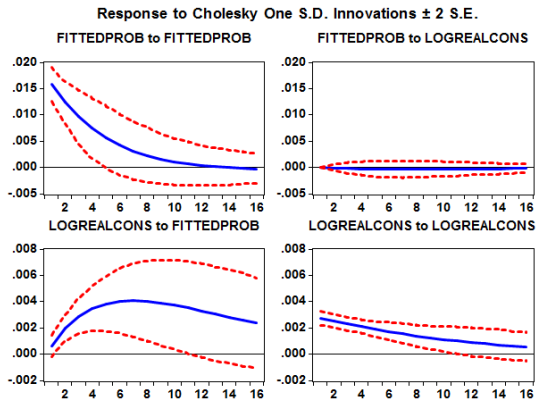 Response to Cholesky One S.D. Innovations ± 2 S.E.
FITTEDPROB to FITTEDPROB
FITTEDPROB to LOGREALCONS
.020
.015
.010
.005
.000
-.005
2 4 6 8 10 12 14 16
.020
.015
.010
.005
.000
-.005
2 4 6 8 10 12 14 16
LOGREALCONS to FITTEDPROB
LOGREALCONS to LOGREALCONS
.008
.006
.004
.002
.000
-.002
2 4 6 8 10 12 14 16
.008
.006
.004
.002
.000
-.002
2 4 6 8 10 12 14 16